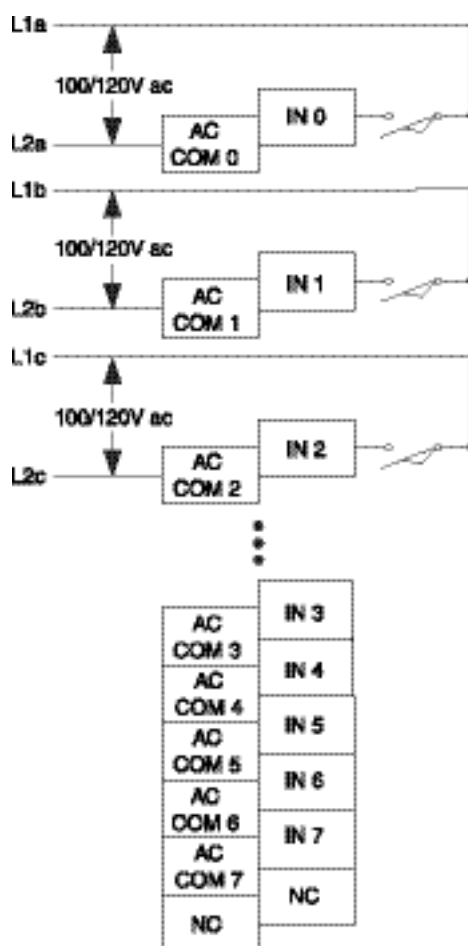 L1a
100/120V ac
IN 0
AC
COM 0
L2a
L1b
100/120V ac
IN 1
AC
COM 1
L2b
L1c
100/120V ac
IN 2
AC
COM 2
L2c
IN 3
AC
COM 3
IN 4
AC
COM 4
IN 5
AC
COM 5
IN 6
AC
COM 6
IN 7
AC
COM 7
NC
NC